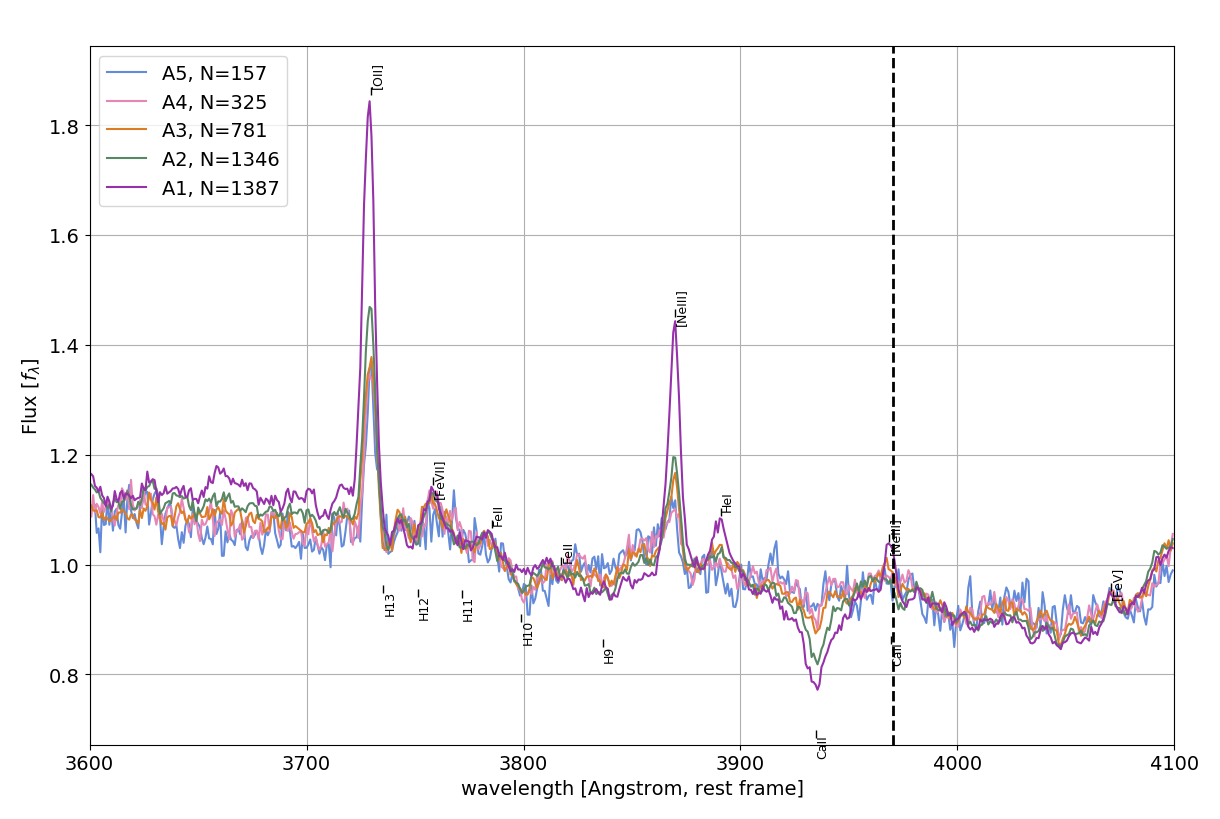 A5, N=157
A4, N=325
A3, N=781
A2, N=1346
A1, N=1387
[OII]
[NeIII]
[FeVII]
FeII
FeII
HeI
[NeIII]
[FeV]
H13
H12
H11
H10
H9
CaII
CaII
1.8
1.6
1.4
1.2
1.0
0.8
Flux [fλ]
3600
3700
3800
3900
4000
4100
wavelength [Angstrom, rest frame]